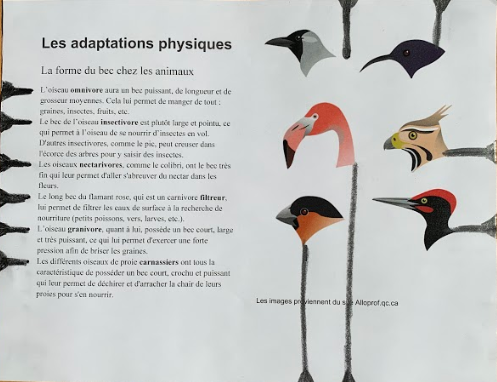 Les adaptations physiques
La forme du bec chez les animaux
L'oiseau omnivore aura un bec puissant, de longueur et de
grosseur moyennes. Cela lui permet de manger de tout :
graines, insectes, fruits, etc.
Le bec de l'oiseau insectivore est plutôt large et pointu, ce
qui permet à l'oiseau de se nourrir d'insectes en vol.
D'autres insectivores, comme le pic, peut creuser dans
l'écorce des arbres pour y saisir des insectes.
Les oiseaux nectarivores, comme le colibri, ont le bec très
fin qui leur permet d'aller s'abreuver du nectar dans les
fleurs.
Le long bec du flamant rose, qui est un carnivore filtreur,
lui permet de filtrer les eaux de surface à la recherche de
nourriture (petits poissons, vers, larves, etc.).
L'oiseau granivore, quant à lui, possède un bec court, large
et très puissant, ce qui lui permet d'exercer une forte
pression afin de briser les graines.
Les différents oiseaux de proie carnassiers ont tous la
caractéristique de posséder un bec court, crochu et puissant
qui leur permet de déchirer et d'arracher la chair de leurs
proies pour s'en nourrir.
Les images proviennent du site Alloprof.qc.ca